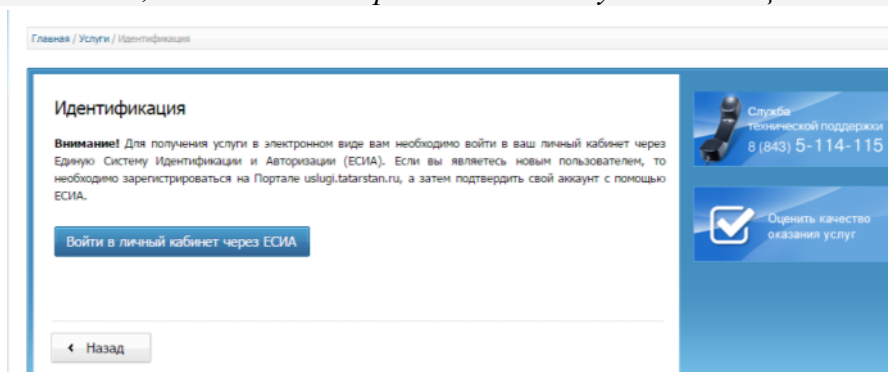 Главная / Услуги / Идентификация
Идентификация
Внимание! Для получения услуги в электронном виде вам необходимо войти в ваш личный кабинет через
Единую Систему Идентификации и Авторизации (ЕСИА). Если вы являетесь новым пользователем, то
необходимо зарегистрироваться на Портале uslugi.tatarstan.ru, а затем подтвердить свой аккаунт с помощью
ЕСИА.
Войти в личный кабинет через ЕСИА
Назад
Служба
технической поддержки
8 (843) 5-114-115
Оценить качество
оказания услуг